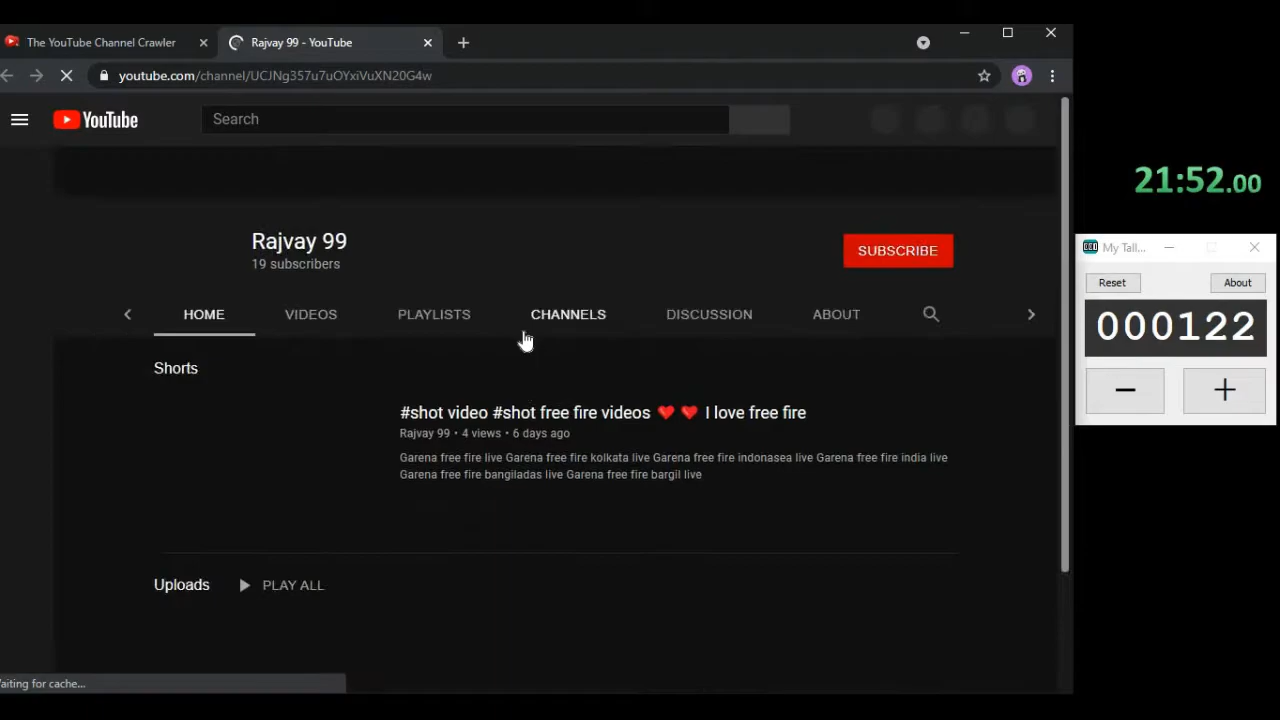 The YouTube Channel Crawler
Rajvay 99 - YouTube
youtube.com/channel/UCJNg357u7uOYxiVuXN20G4w
YouTube
Search
21:52.00
Rajvay 99
19 subscribers
SUBSCRIBE
My Tall...
Reset
About
000122
HOME
VIDEOS
PLAYLISTS
CHANNELS
DISCUSSION
ABOUT
Shorts
#shot video #shot free fire videos ❤️ ❤️ I love free fire
Rajvay 99 • 4 views • 6 days ago
Garena free fire live Garena free fire kolkata live Garena free fire indonasea live Garena free fire india live
Garena free fire bangiladas live Garena free fire bargil live
Uploads
PLAY ALL
aiting for cache...